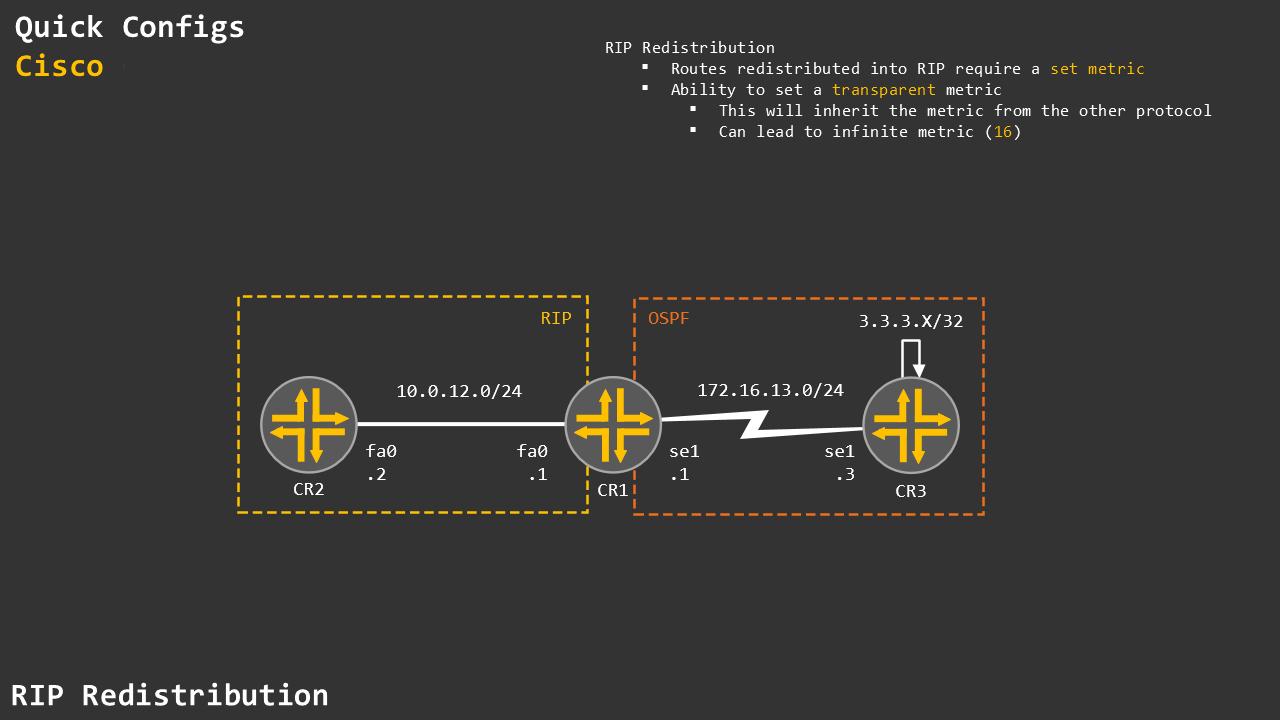 Quick Configs
Cisco
RIP Redistribution
▪ Routes redistributed into RIP require a set metric
▪ Ability to set a transparent metric
▪ This will inherit the metric from the other protocol
▪ Can lead to infinite metric (16)
RIP
OSPF
3.3.3.X/32
10.0.12.0/24
172.16.13.0/24
fa0
.2
fa0
.1
se1
.1
se1
.3
CR2
CR1
CR3
RIP Redistribution